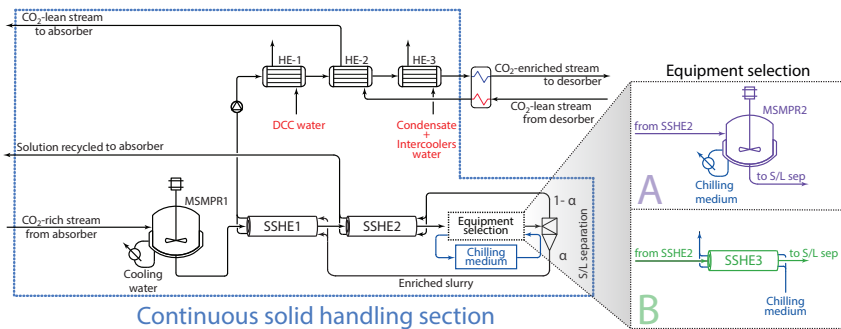 CO₂-lean stream
to absorber
HE-1
HE-2
HE-3
CO₂-enriched stream
to desorber
CO₂-lean stream
from desorber
DCC water
Condensate
+
Intercoolers
water
Solution recycled to absorber
CO₂-rich stream
from absorber
MSMPR1
Cooling
water
SSHE1
SSHE2
Equipment
selection
Chilling
medium
1- α
α
S/L separation
Enriched slurry
Continuous solid handling section
Equipment selection
MSMPR2
from SSHE2
Chilling
medium
to S/L sep
A
from SSHE2
SSHE3
to S/L sep
Chilling
medium
B